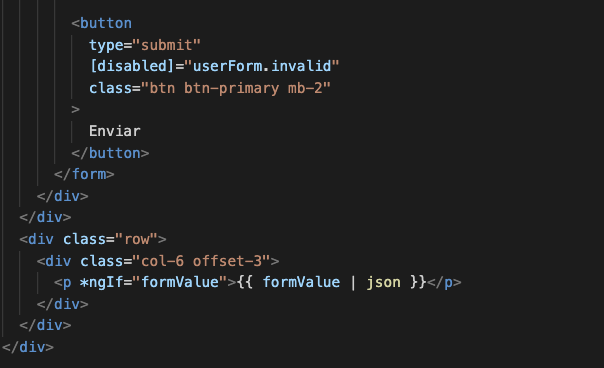 <button
type="submit"
[disabled]="userForm.invalid"
class="btn btn-primary mb-2"
>
Enviar
</button>
</form>
</div>
</div>
<div class="row">
<div class="col-6 offset-3">
<p *ngIf="formValue">{{ formValue | json }}</p>
</div>
</div>
</div>